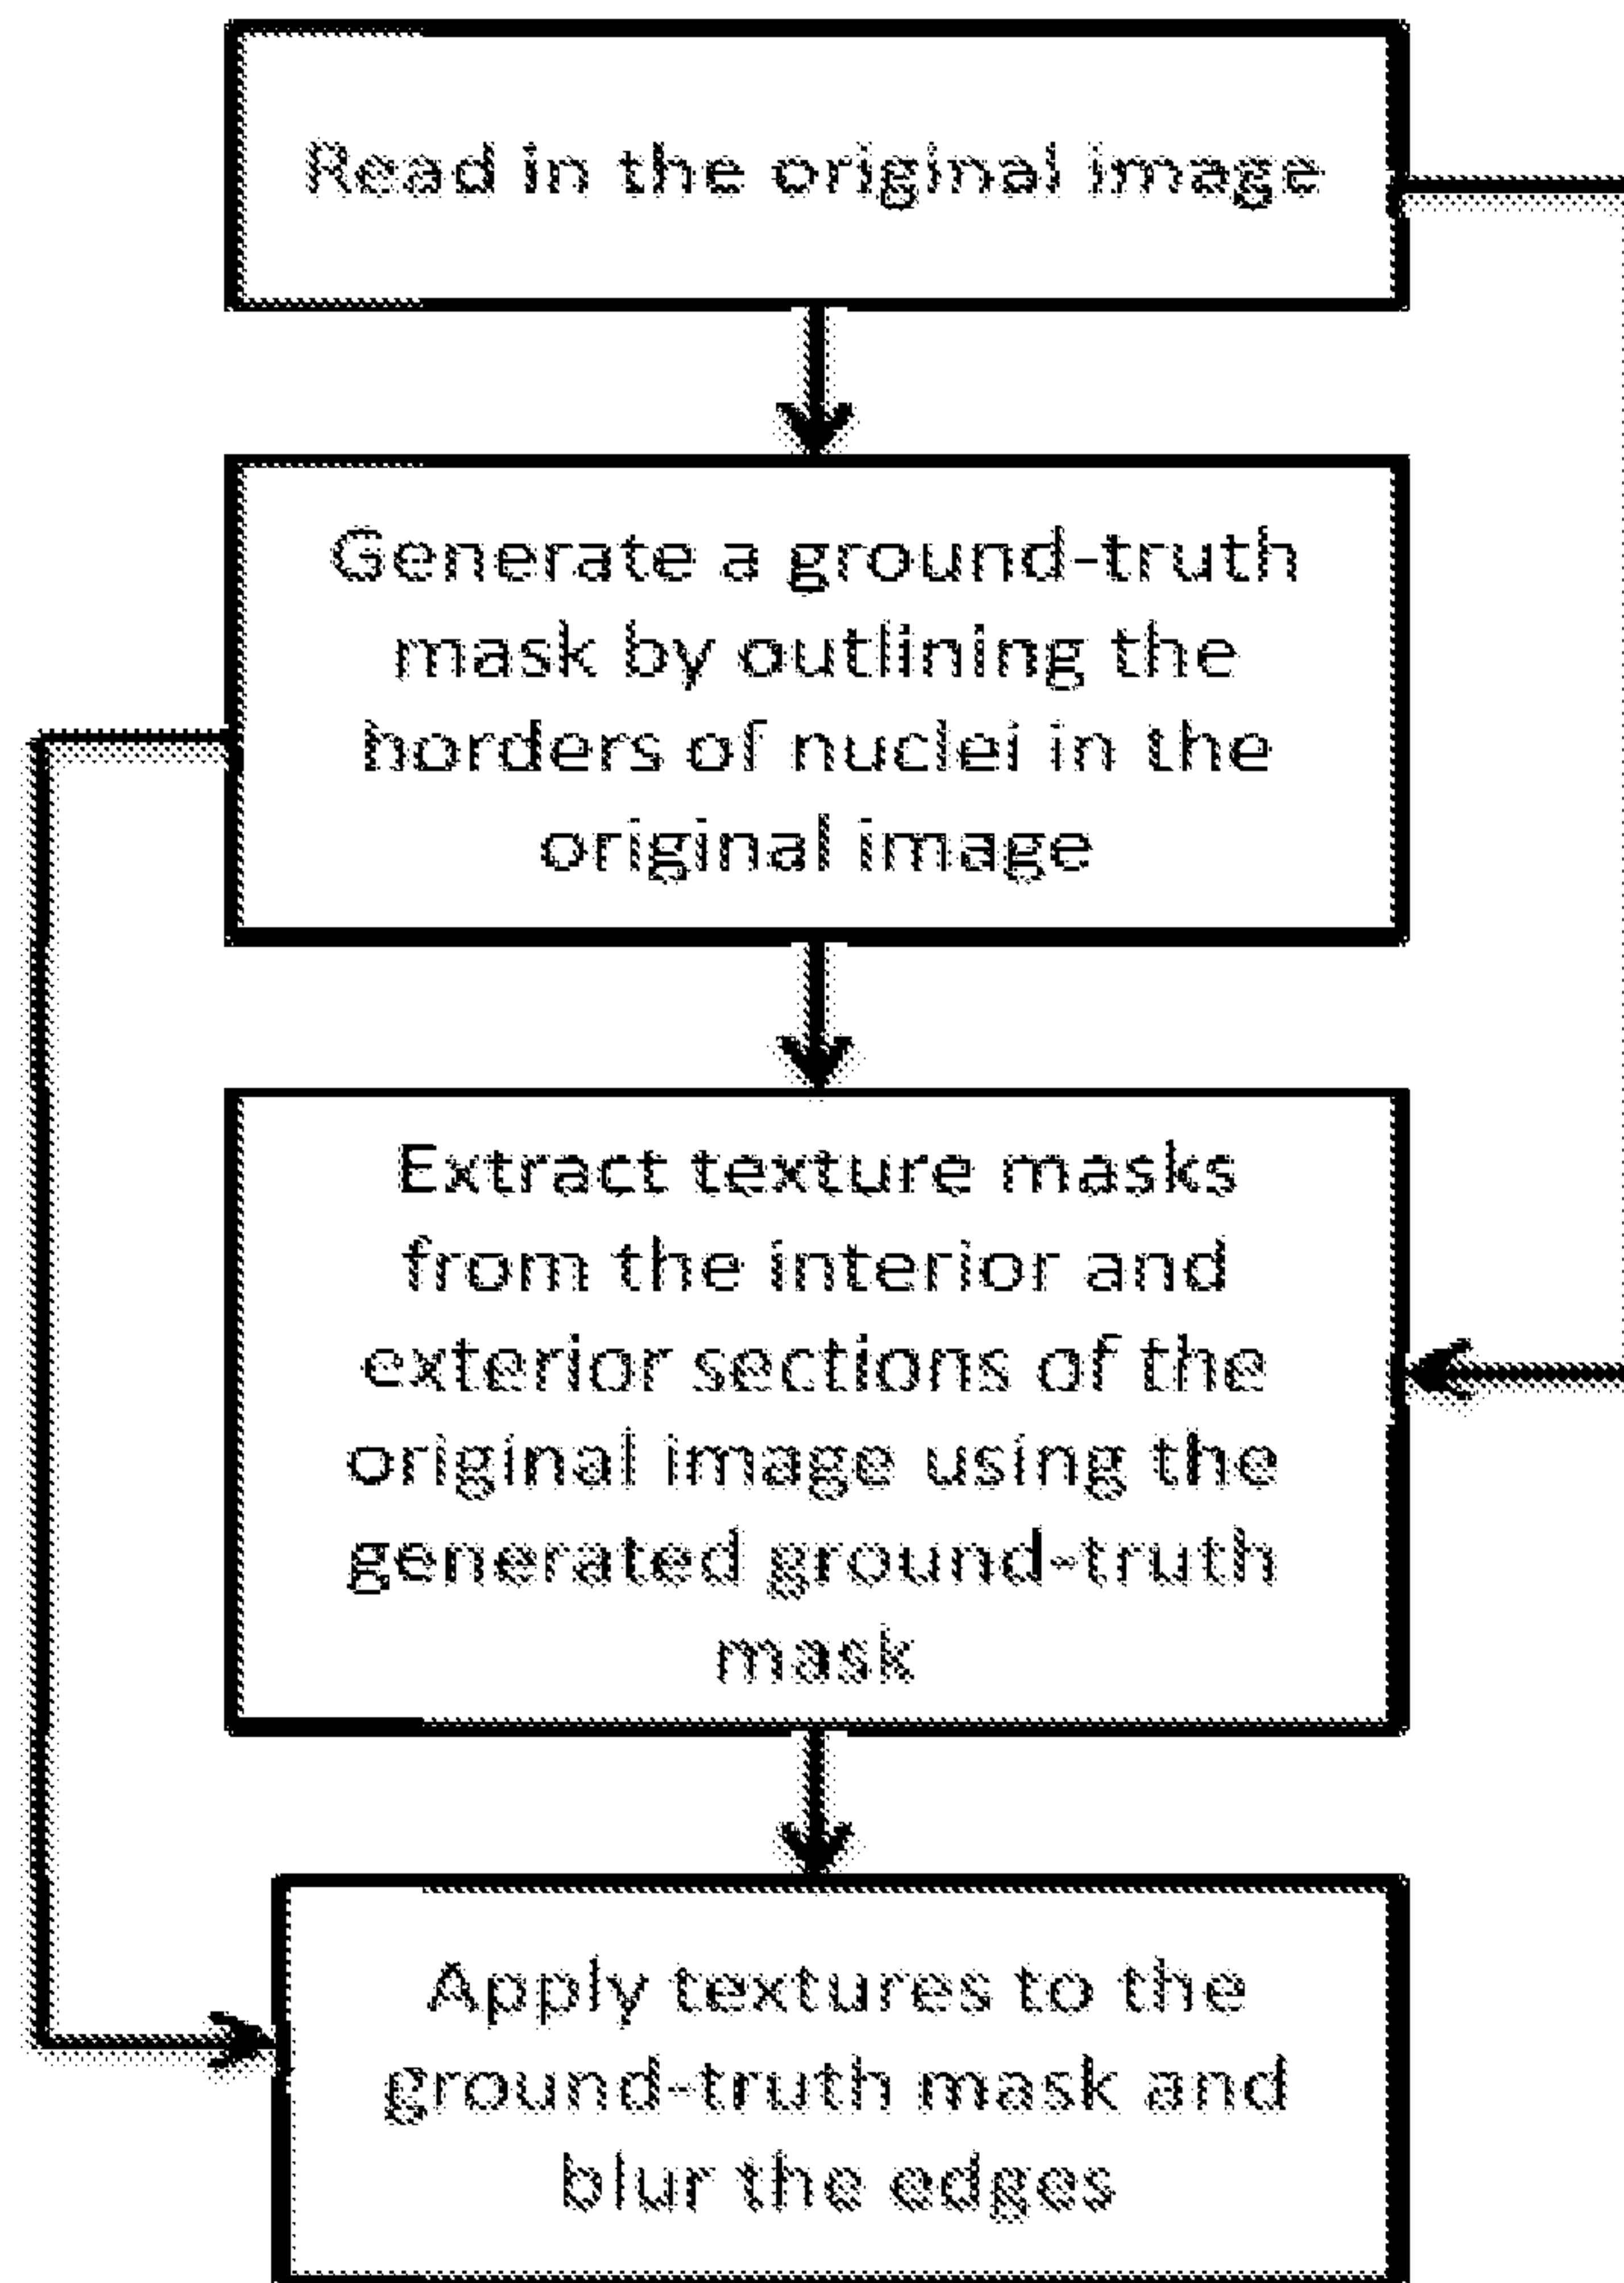 Read in the original image
Generate a ground-truth
mask by outlining the
borders of nuclei in the
original image
Extract texture masks
from the interior and
exterior sections of the
original image using the
generated ground-truth
mask
Apply textures to the
ground-truth mask and
blur the edges